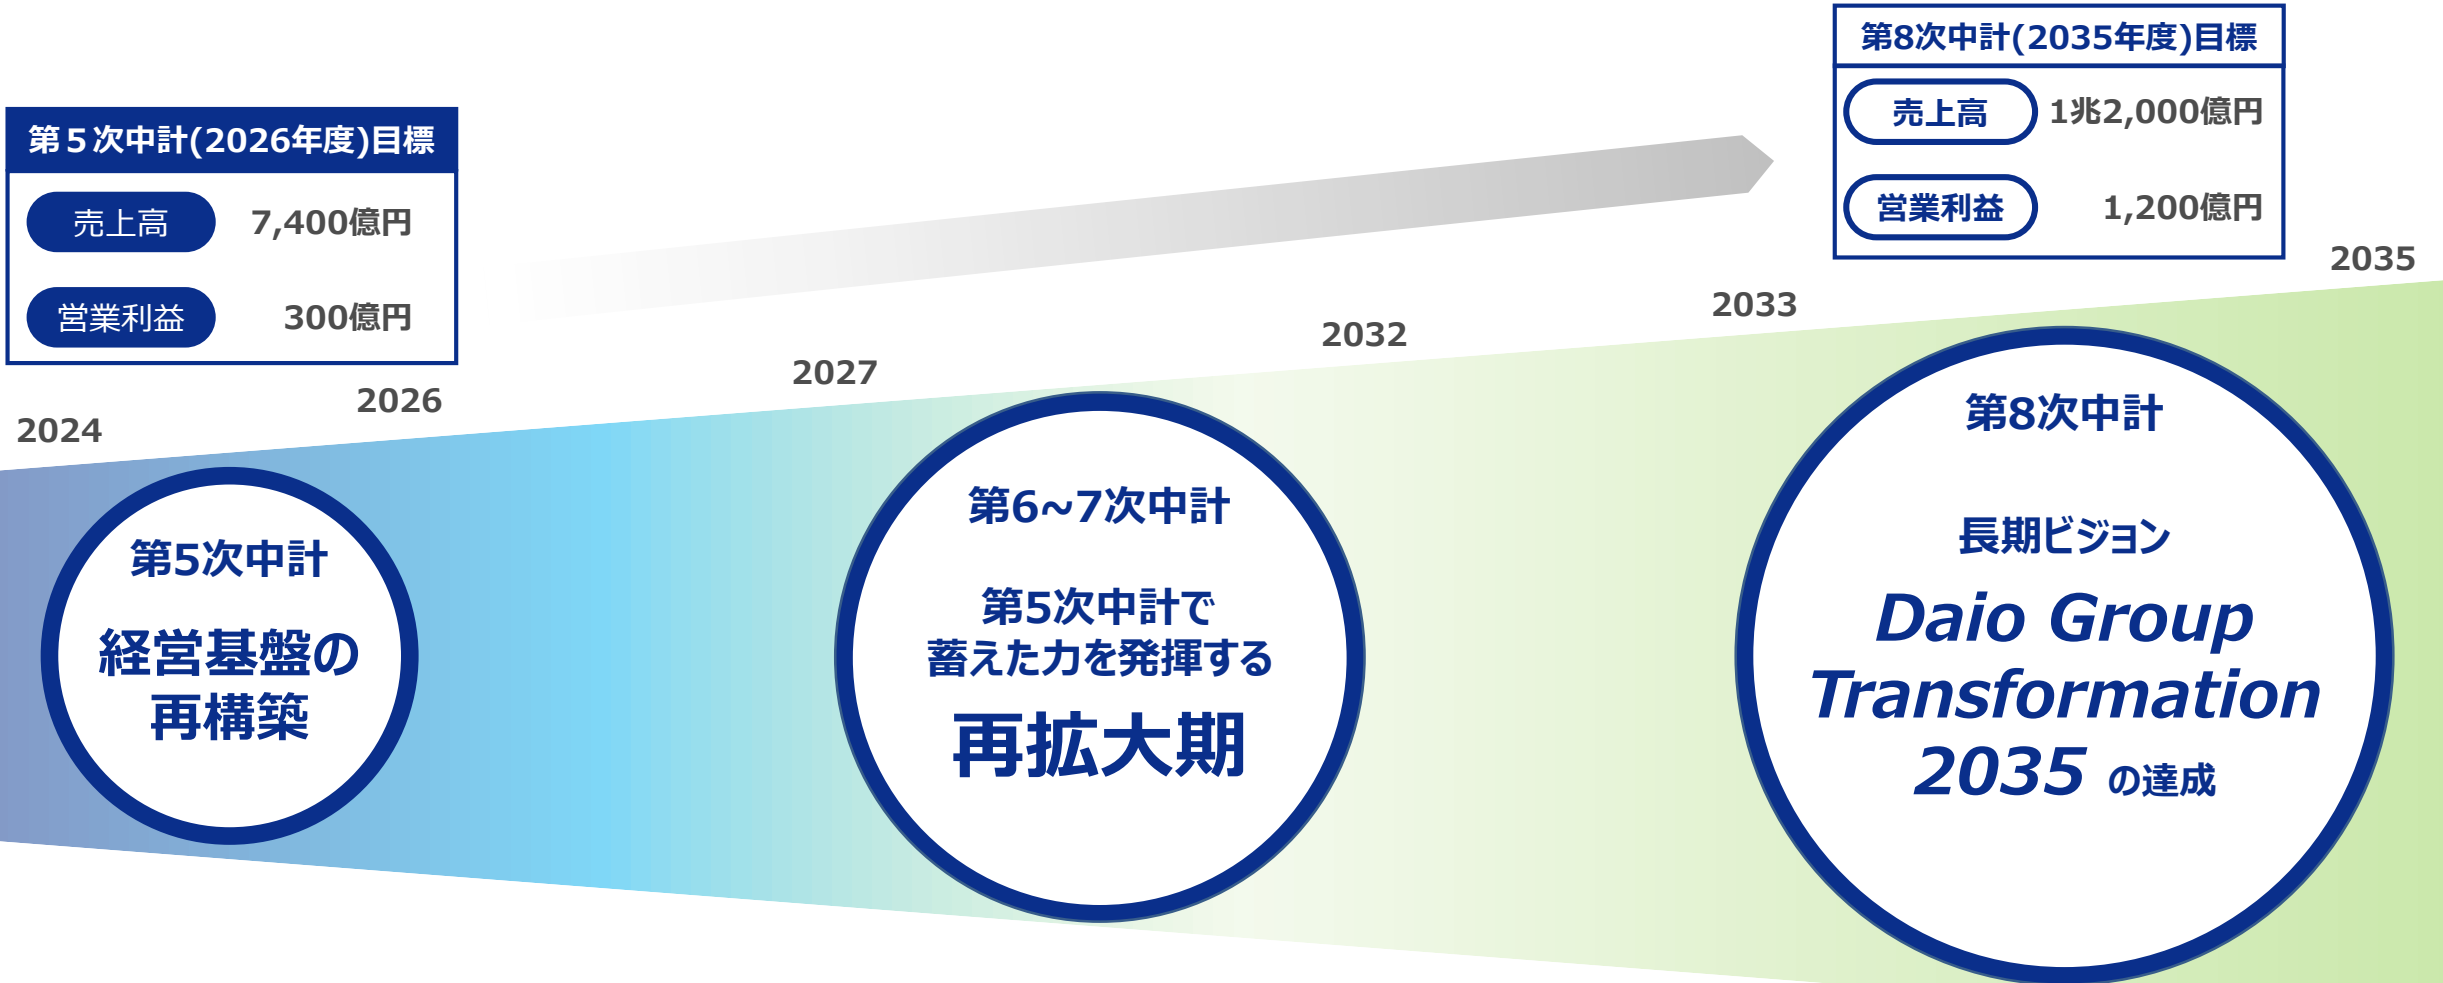 第５次中計(2026年度)目標
売上高 7,400億円
営業利益 300億円
第8次中計(2035年度)目標
売上高 1兆2,000億円
営業利益 1,200億円
2024
2026
2027
2032
2033
2035
第5次中計
経営基盤の
再構築
第6~7次中計
第5次中計で
蓄えた力を発揮する
再拡大期
第8次中計
長期ビジョン
Daio Group
Transformation
2035 の達成